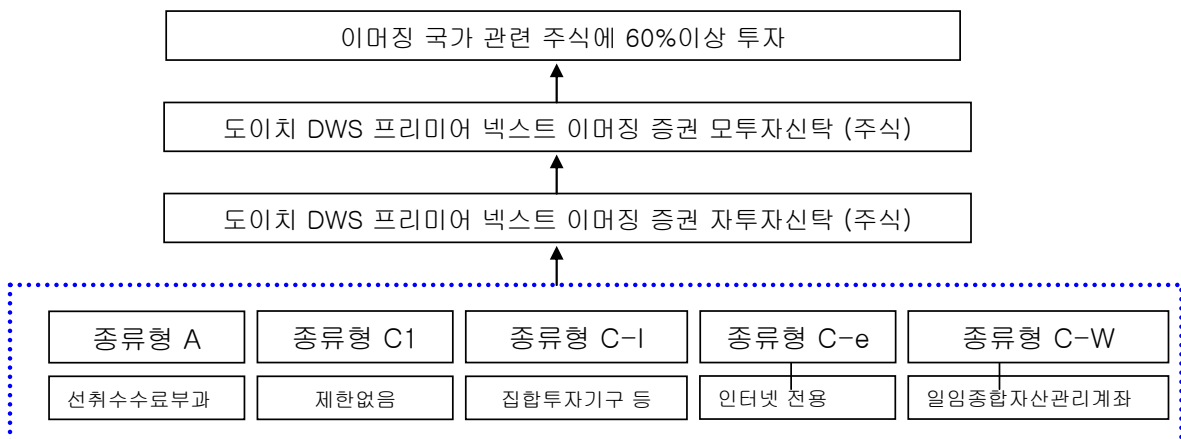 이머징 국가 관련 주식에 60%이상 투자
도이치 DWS 프리미어 넥스트 이머징 증권 모투자신탁 (주식)
도이치 DWS 프리미어 넥스트 이머징 증권 자투자신탁 (주식)
종류형 A 종류형 C1 종류형 C-I 종류형 C-e 종류형 C-W
선취수수료부과 제한없음 집합투자기구 등 인터넷 전용 일임종합자산관리계좌